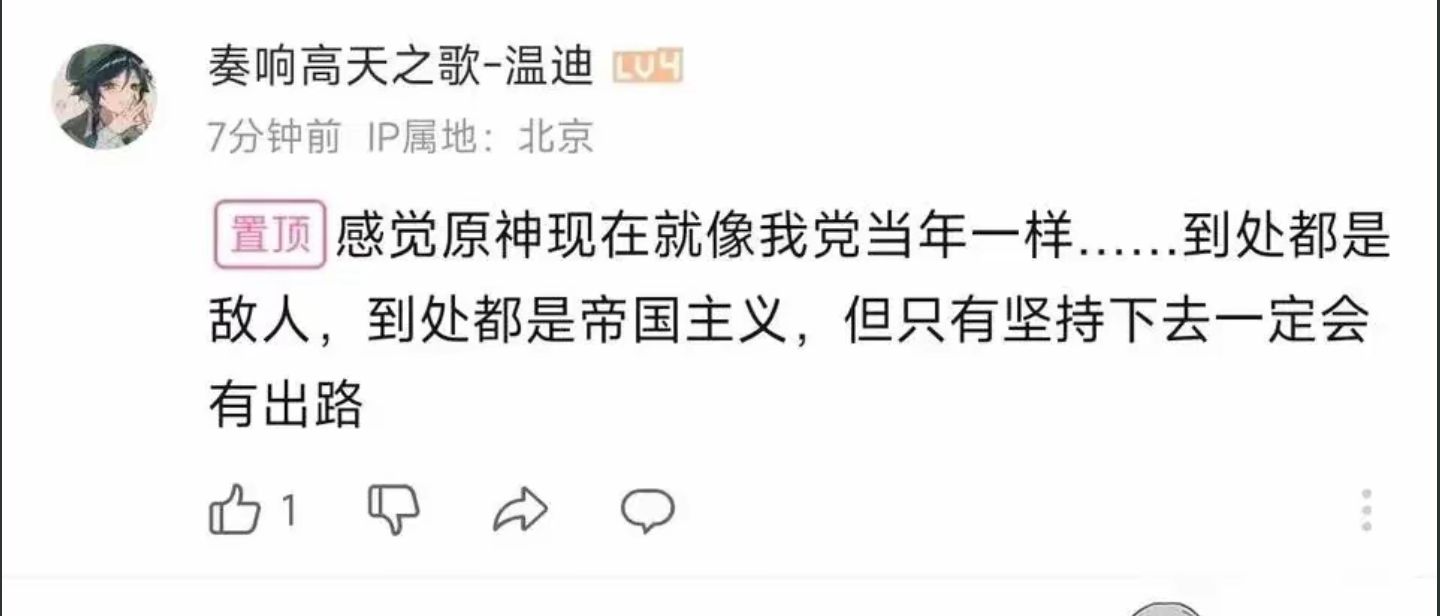 奏响高天之歌-温迪 LV4
7分钟前 IP属地：北京
置顶 感觉原神现在就像我党当年一样……到处都是
敌人，到处都是帝国主义，但只有坚持下去一定会
有出路
1